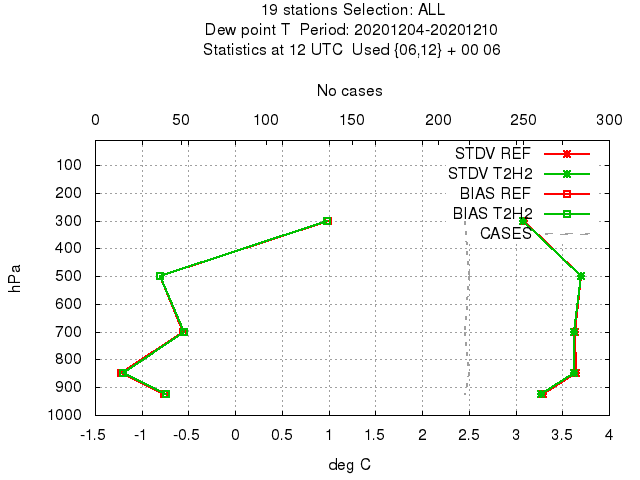 19 stations Selection: ALL
Dew point T  Period: 20201204-20201210
Statistics at 12 UTC  Used {06,12} + 00 06
No cases
0 50 100 150 200 250 300
STDV REF
STDV T2H2
BIAS REF
BIAS T2H2
CASES
hPa
100
200
300
400
500
600
700
800
900
1000
-1.5 -1 -0.5 0 0.5 1 1.5 2 2.5 3 3.5 4
deg C